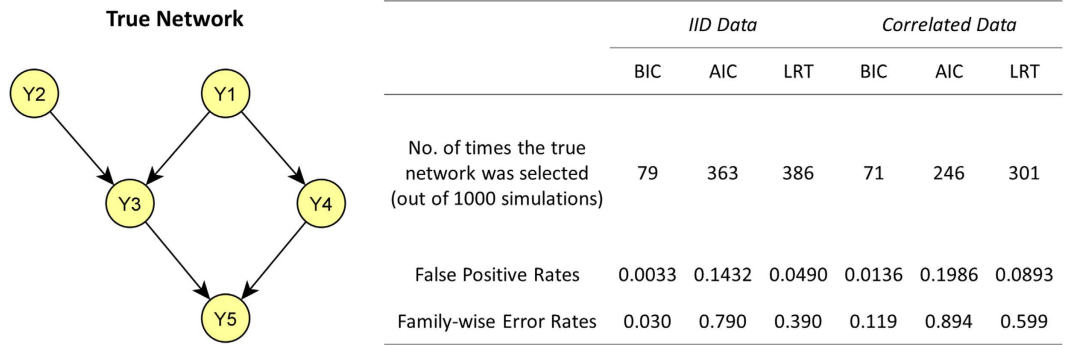 True Network
Y2
Y1
Y3
Y4
Y5
IID Data Correlated Data
BIC AIC LRT BIC AIC LRT
No. of times the true
network was selected
(out of 1000 simulations)
79 363 386 71 246 301
False Positive Rates 0.0033 0.1432 0.0490 0.0136 0.1986 0.0893
Family-wise Error Rates 0.030 0.790 0.390 0.119 0.894 0.599